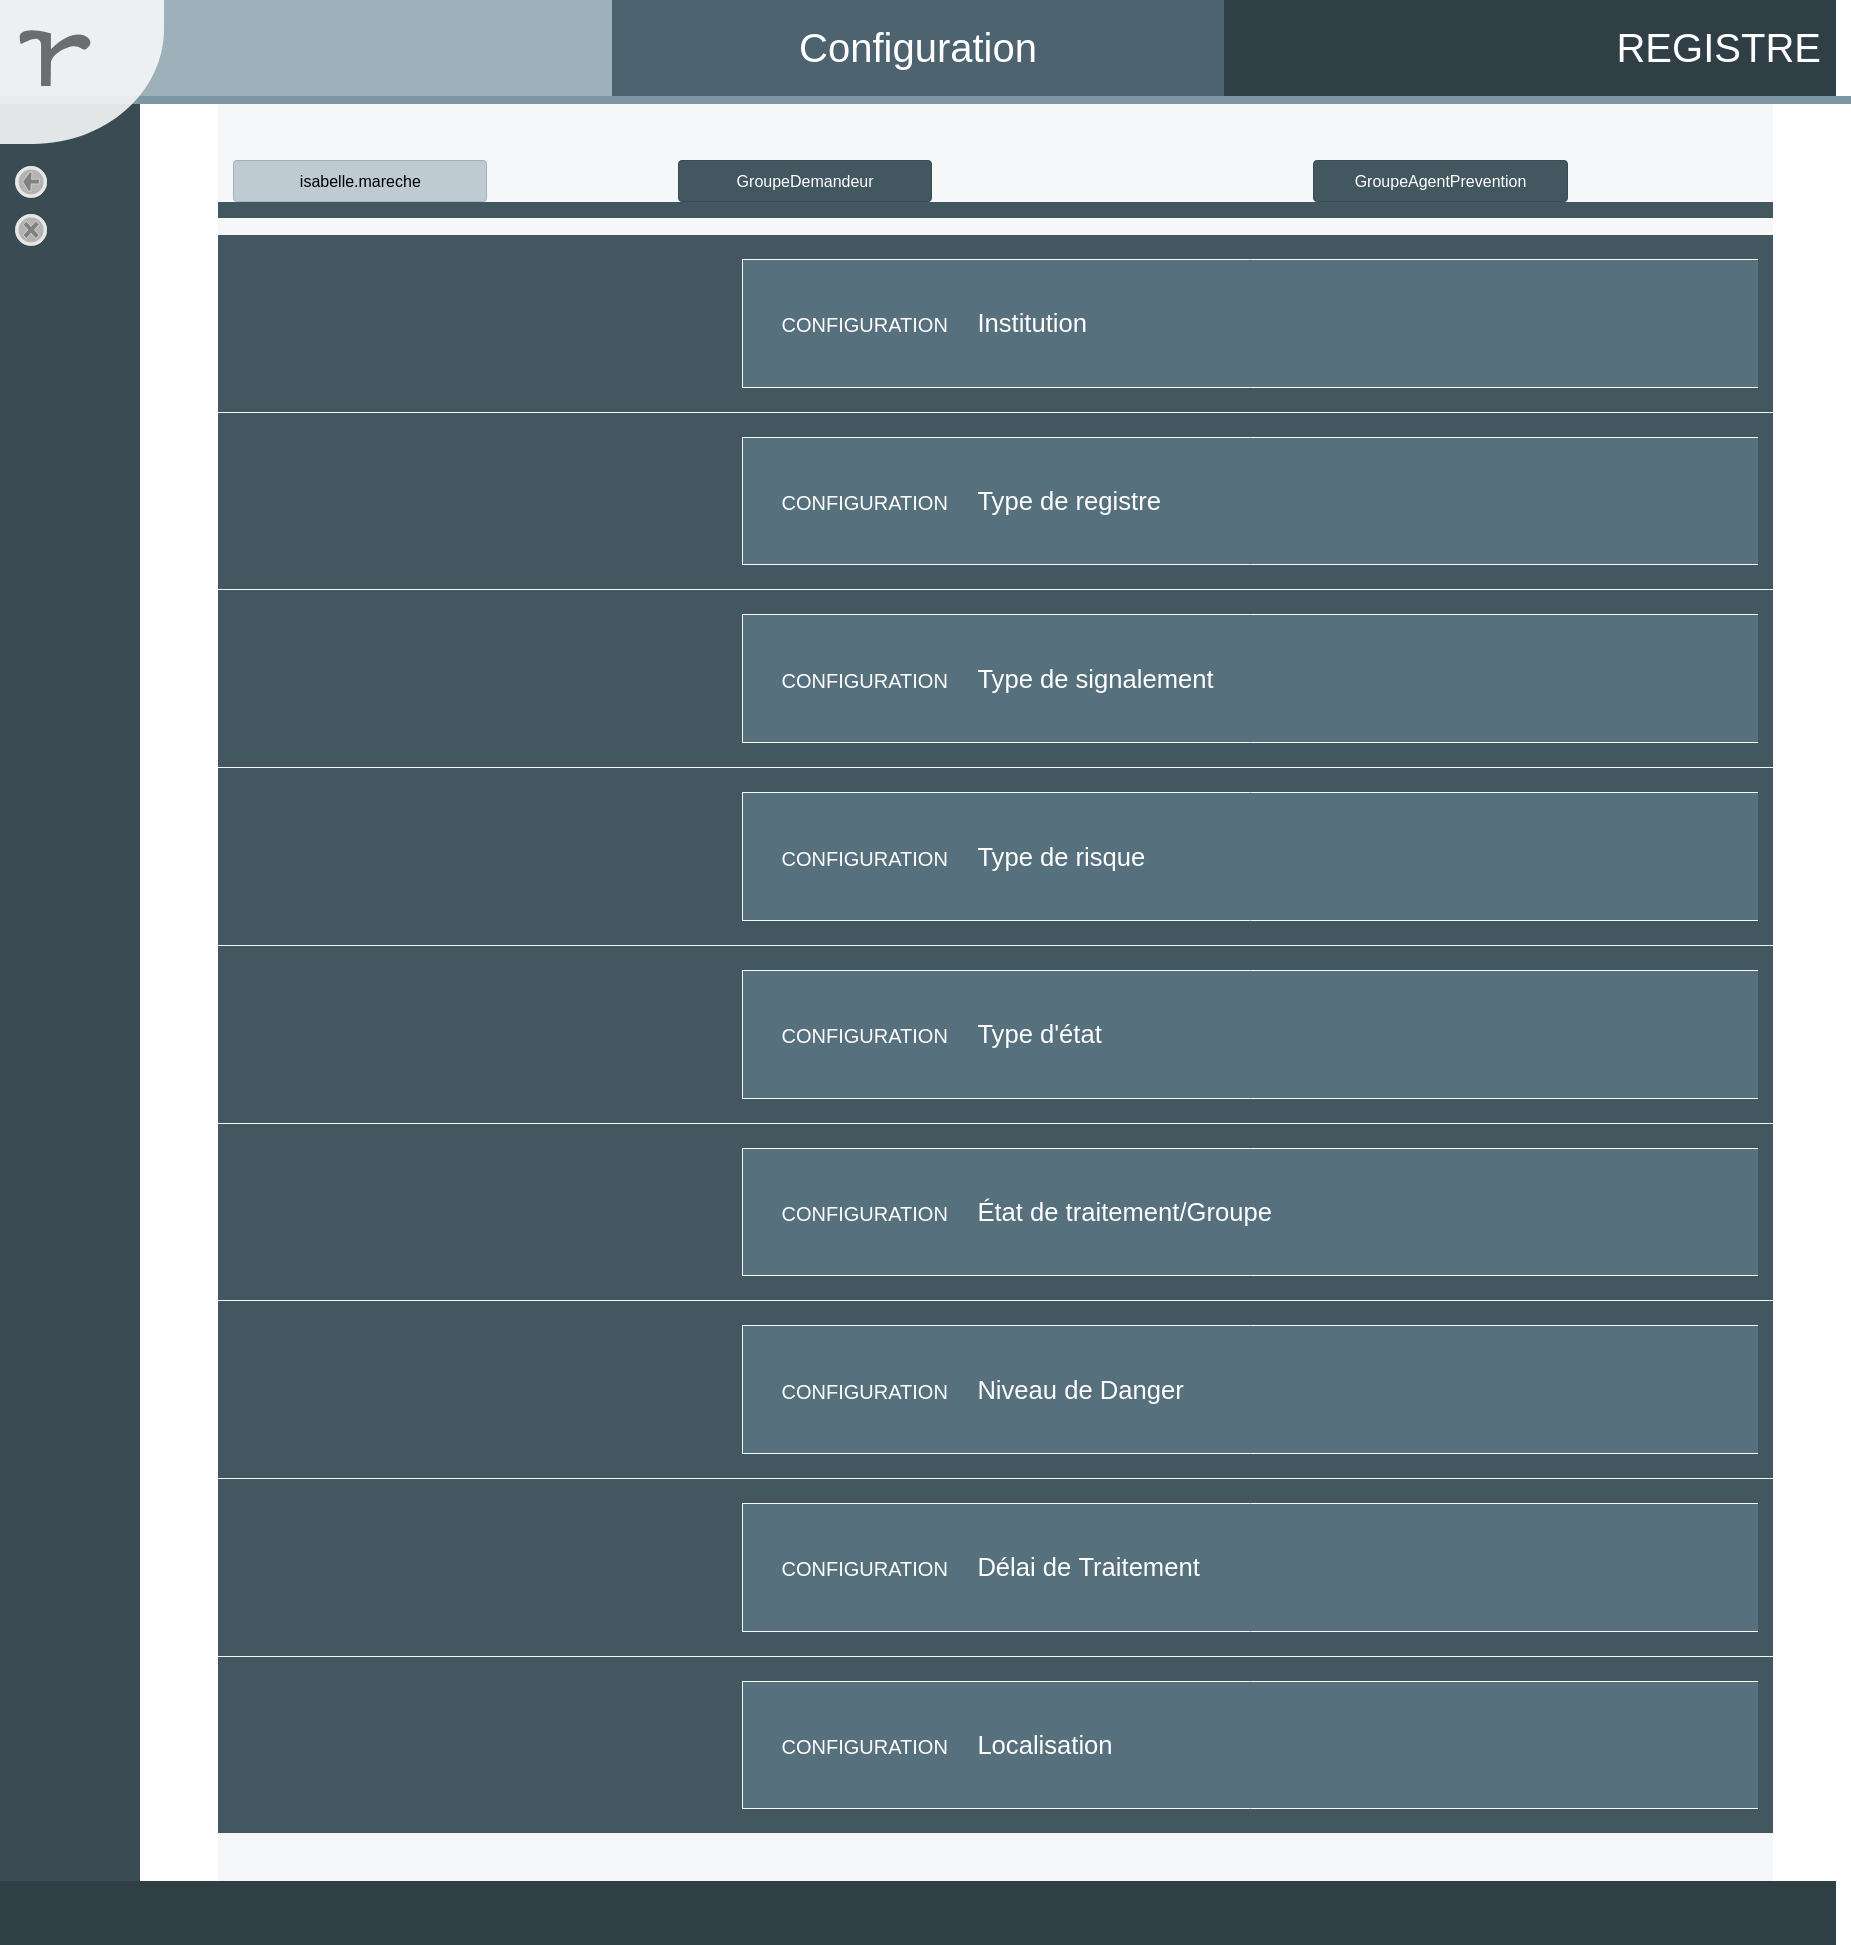 r
Configuration
REGISTRE
isabelle.mareche
GroupeDemandeur
GroupeAgentPrevention
CONFIGURATION Institution
CONFIGURATION Type de registre
CONFIGURATION Type de signalement
CONFIGURATION Type de risque
CONFIGURATION Type d'état
CONFIGURATION État de traitement/Groupe
CONFIGURATION Niveau de Danger
CONFIGURATION Délai de Traitement
CONFIGURATION Localisation